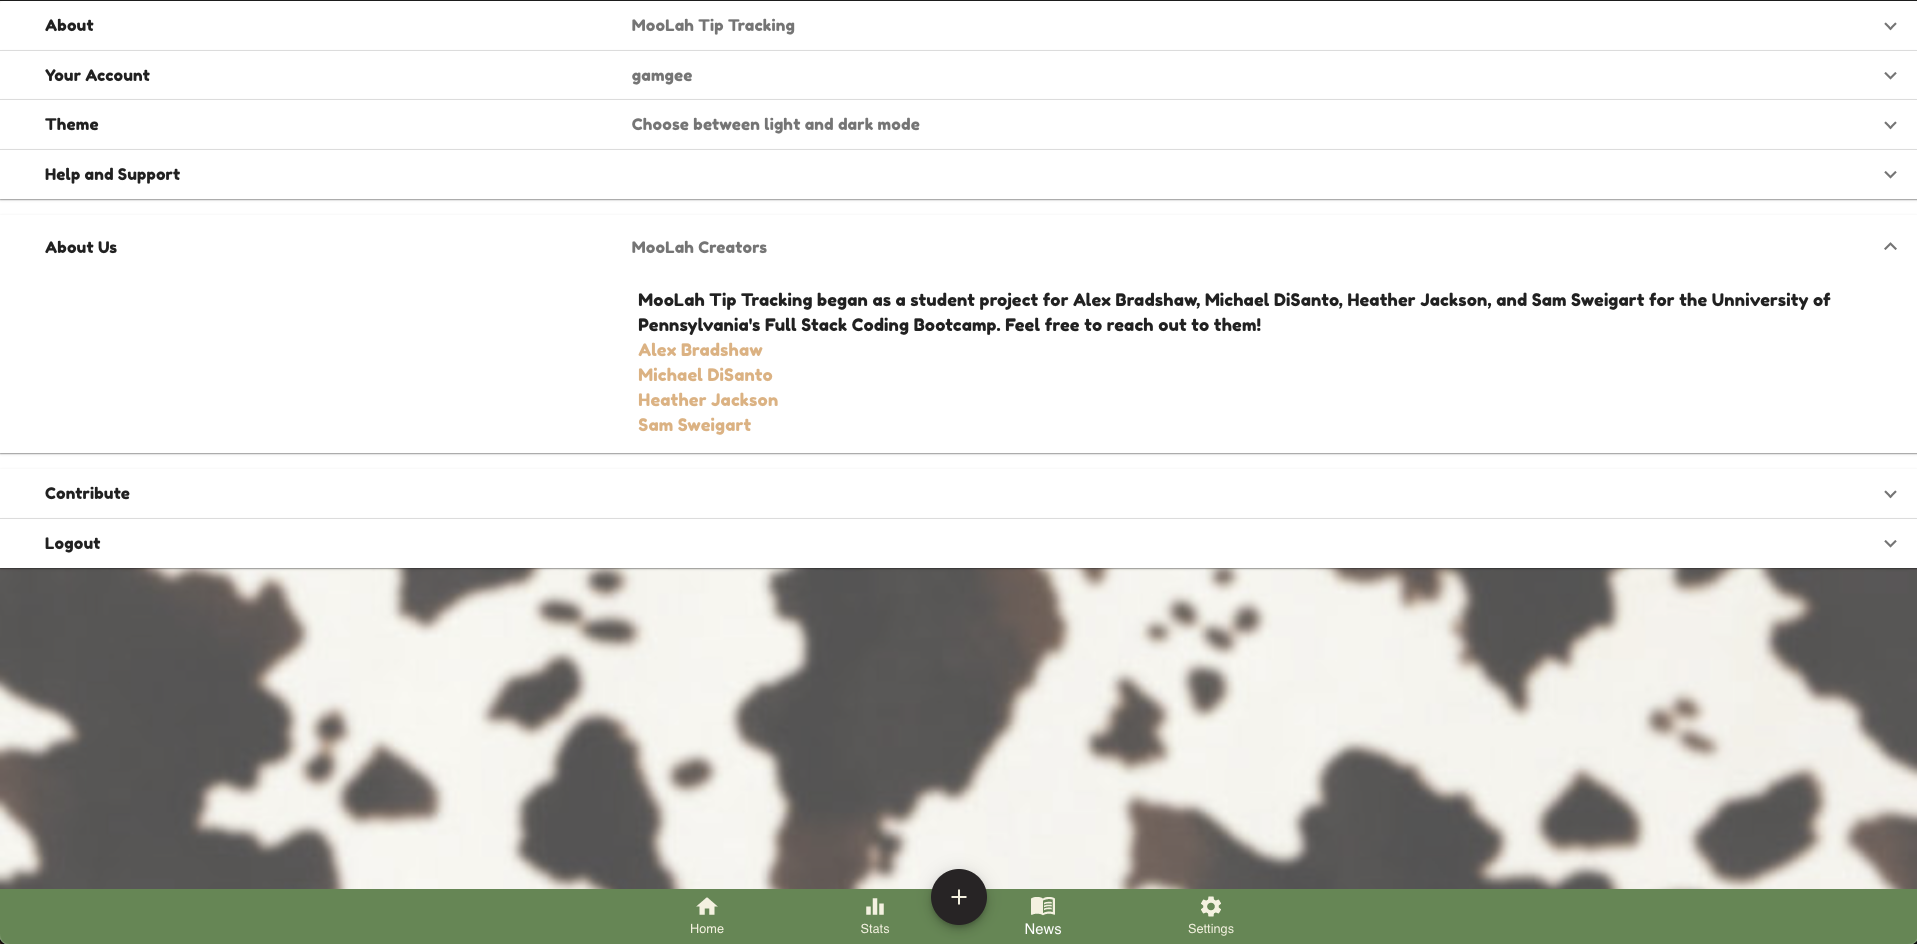 About
MooLah Tip Tracking
Your Account
gamgee
Theme
Choose between light and dark mode
Help and Support
About Us
MooLah Creators
MooLah Tip Tracking began as a student project for Alex Bradshaw, Michael DiSanto, Heather Jackson, and Sam Sweigart for the Unniversity of
Pennsylvania's Full Stack Coding Bootcamp. Feel free to reach out to them!
Alex Bradshaw
Michael DiSanto
Heather Jackson
Sam Sweigart
Contribute
Logout
Home
Stats
+
News
Settings